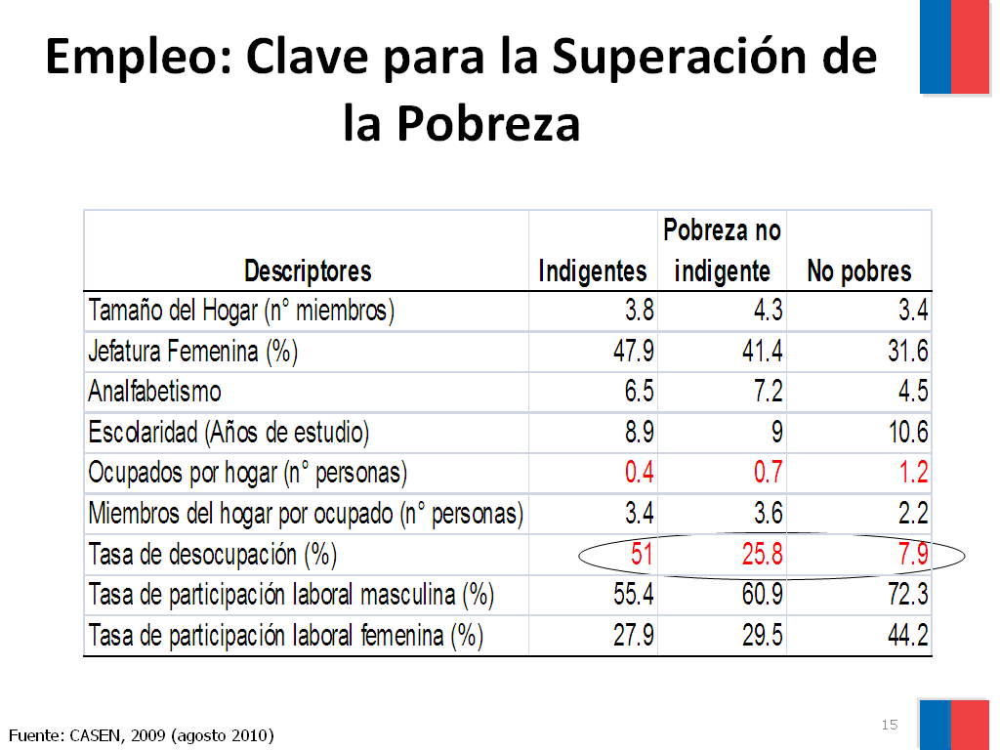 Empleo: Clave para la Superación de
la Pobreza
Pobreza no
Descriptores Indigentes indigente No pobres
Tamaño del Hogar (n° miembros) 3.8 4.3 3.4
Jefatura Femenina (%) 47.9 41.4 31.6
Analfabetismo 6.5 7.2 4.5
Escolaridad (Años de estudio) 8.9 9 10.6
Ocupados por hogar (n° personas) 0.4 0.7 1.2
Miembros del hogar por ocupado (n° personas) 3.4 3.6 2.2
Tasa de desocupación (%) 51 25.8 7.9
Tasa de participación laboral masculina (%) 55.4 60.9 72.3
Tasa de participación laboral femenina (%) 27.9 29.5 44.2
15
Fuente: CASEN, 2009 (agosto 2010)